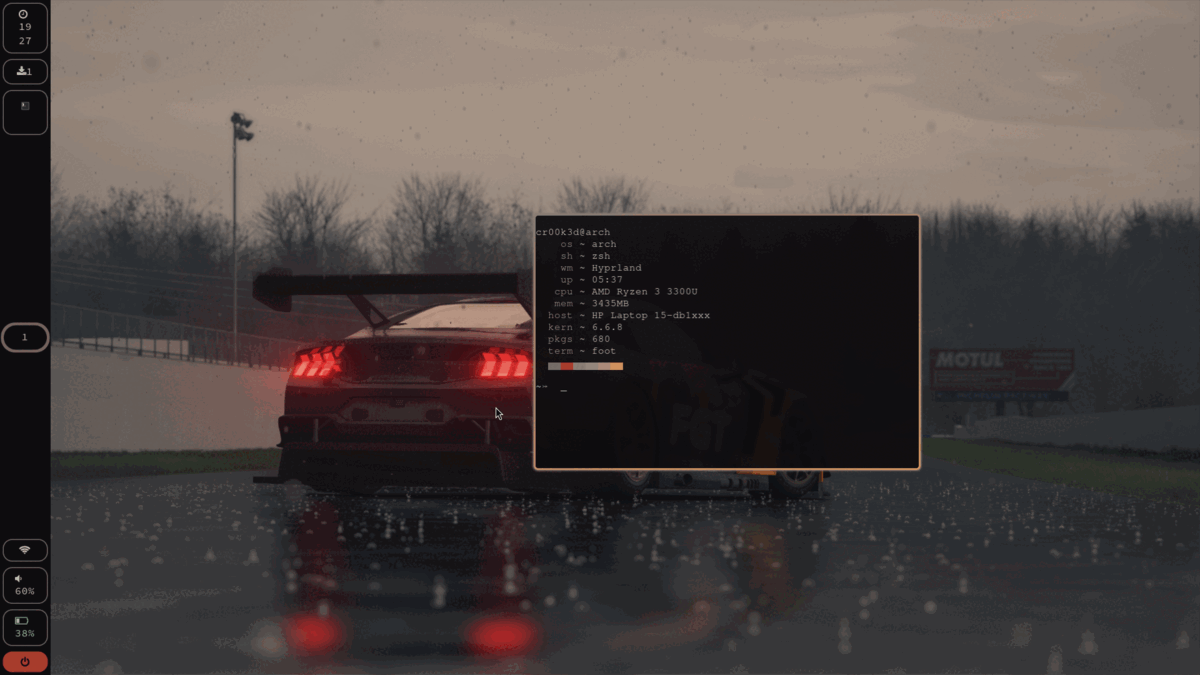 19
27
1
1
60%
38%
cr00k3d@arch
os ~ arch
sh ~ zsh
wm ~ Hyprland
up ~ 05:37
cpu ~ AMD Ryzen 3 3300U
mem ~ 3435MB
host ~ HP Laptop 15-db1xxx
kern ~ 6.6.8
pkgs ~ 680
term ~ foot
~~ _
MOTUL